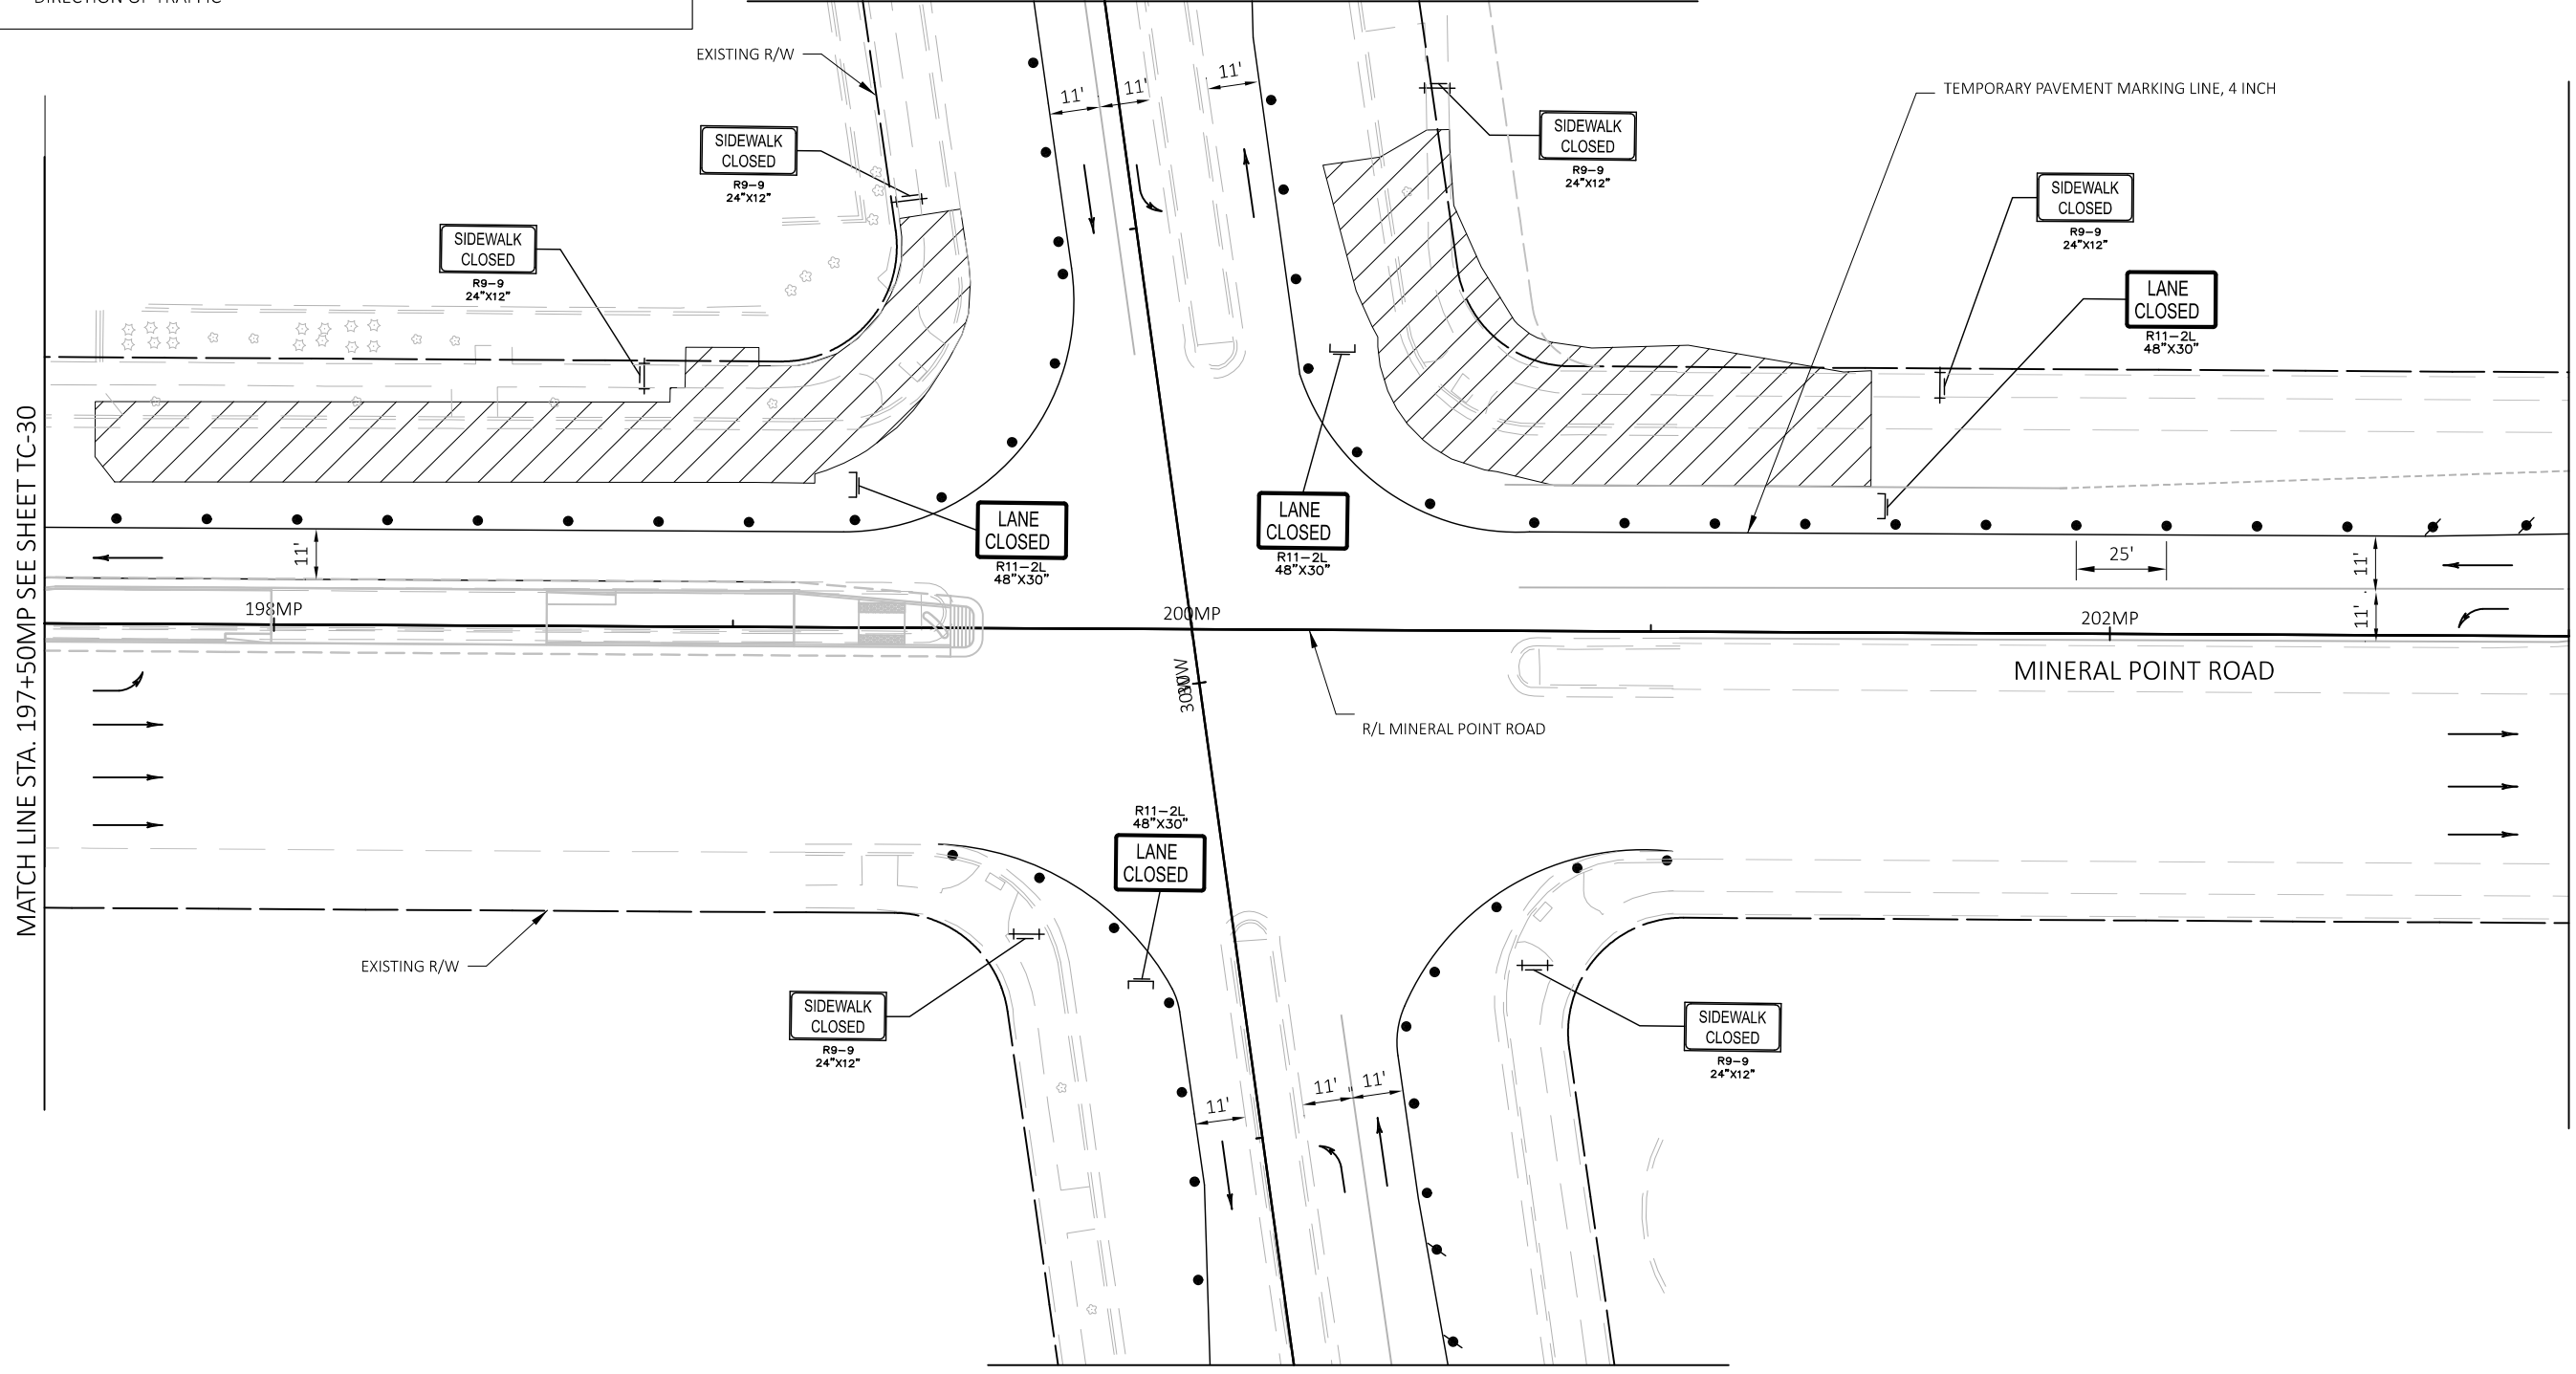 EXISTING R/W
11'
11'
11'
TEMPORARY PAVEMENT MARKING LINE, 4 INCH
SIDEWALK
CLOSED
R9-9
24"X12"
SIDEWALK
CLOSED
R9-9
24"X12"
SIDEWALK
CLOSED
R9-9
24"X12"
SIDEWALK
CLOSED
R9-9
24"X12"
LANE
CLOSED
R11-2L
48"X30"
LANE
CLOSED
R11-2L
48"X30"
LANE
CLOSED
R11-2L
48"X30"
11'
25'
11'
11'
198MP
200MP
202MP
MINERAL POINT ROAD
R/L MINERAL POINT ROAD
MATCH LINE STA. 197+50MP SEE SHEET TC-30
R11-2L
48"X30"
LANE
CLOSED
EXISTING R/W
SIDEWALK
CLOSED
R9-9
24"X12"
SIDEWALK
CLOSED
R9-9
24"X12"
11'
11'
11'